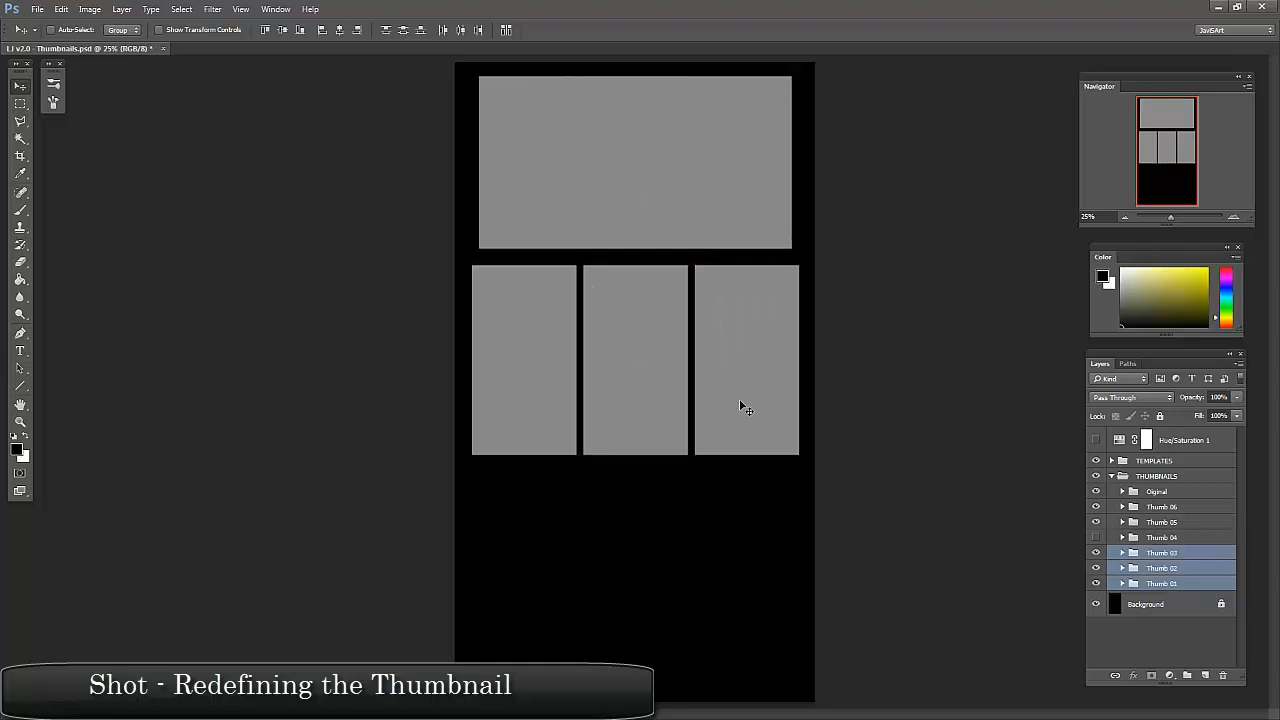 Ps File Edit Image Layer Type Select Filter View Window Help
Auto-Select: Group Show Transform Controls JaviSArt
LJ v2.0 - Thumbnails.psd @ 25% (RGB/8) * ×
Navigator
25%
Color
Layers Paths
Kind
Pass Through Opacity: 100%
Lock: Fill: 100%
Hue/Saturation 1
TEMPLATES
THUMBNAILS
Oiginal
Thumb 06
Thumb 05
Thumb 04
Thumb 03
Thumb 02
Thumb 01
Background
Shot - Redefining the Thumbnail